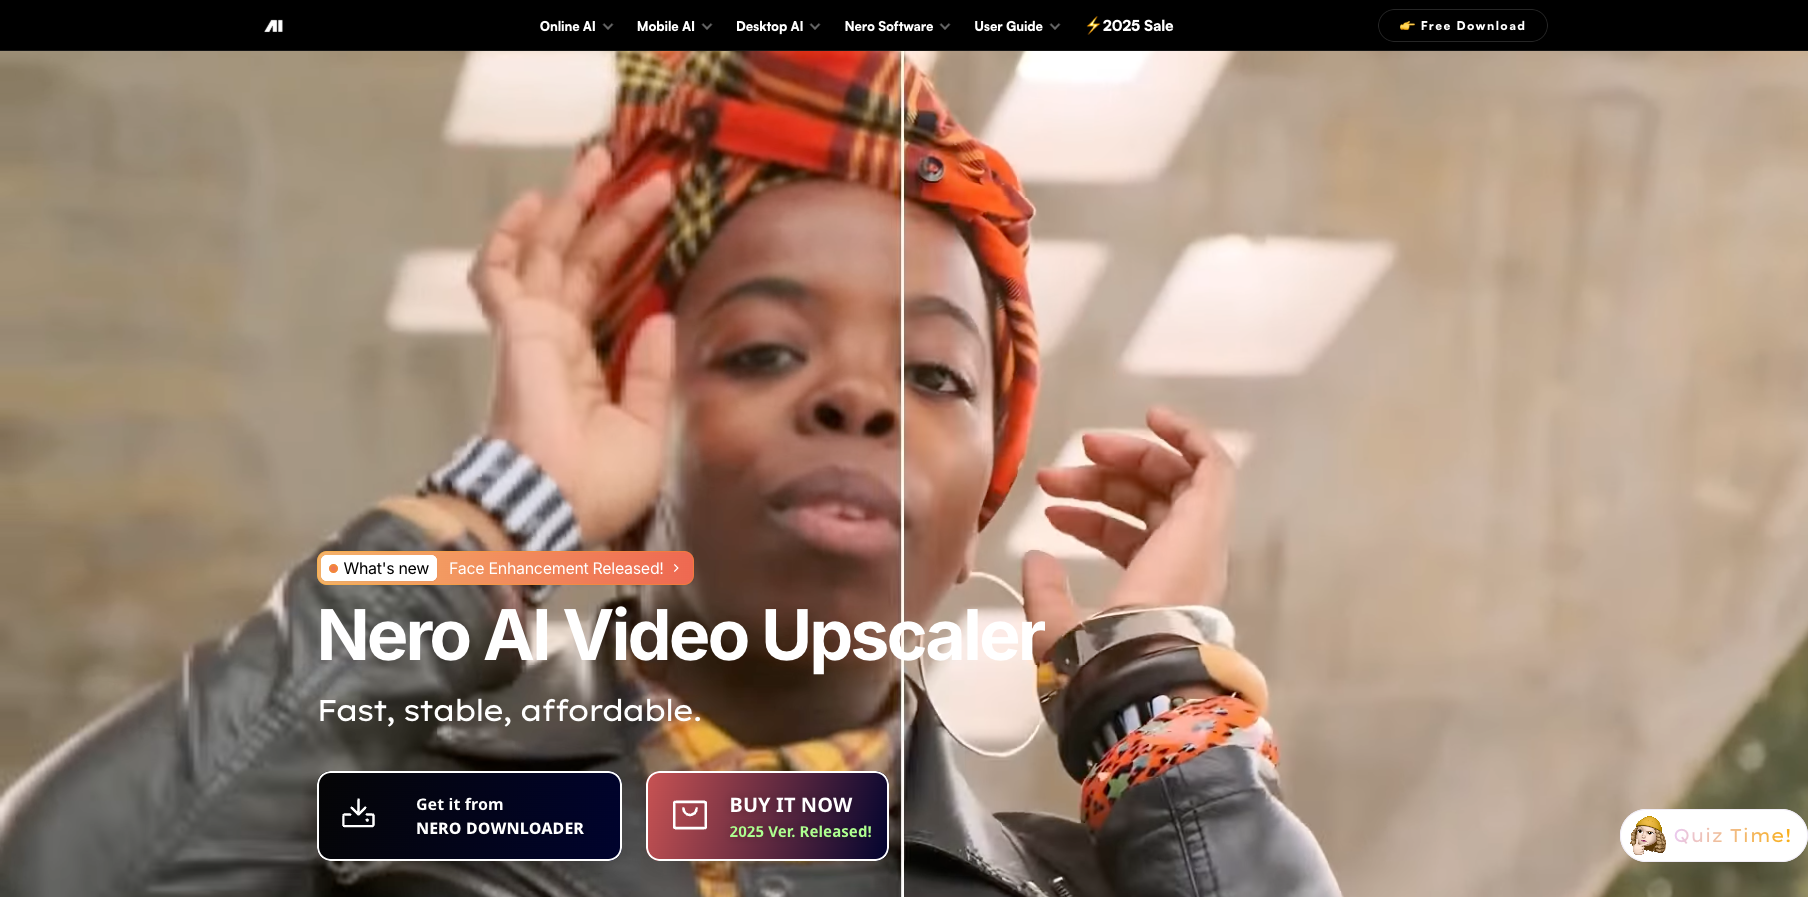 AI
Online AI
Mobile AI
Desktop AI
Nero Software
User Guide
⚡2025 Sale
👉 Free Download
What's new
Face Enhancement Released!
Nero AI Video Upscaler
Fast, stable, affordable.
Get it from
NERO DOWNLOADER
BUY IT NOW
2025 Ver. Released!
Quiz Time!